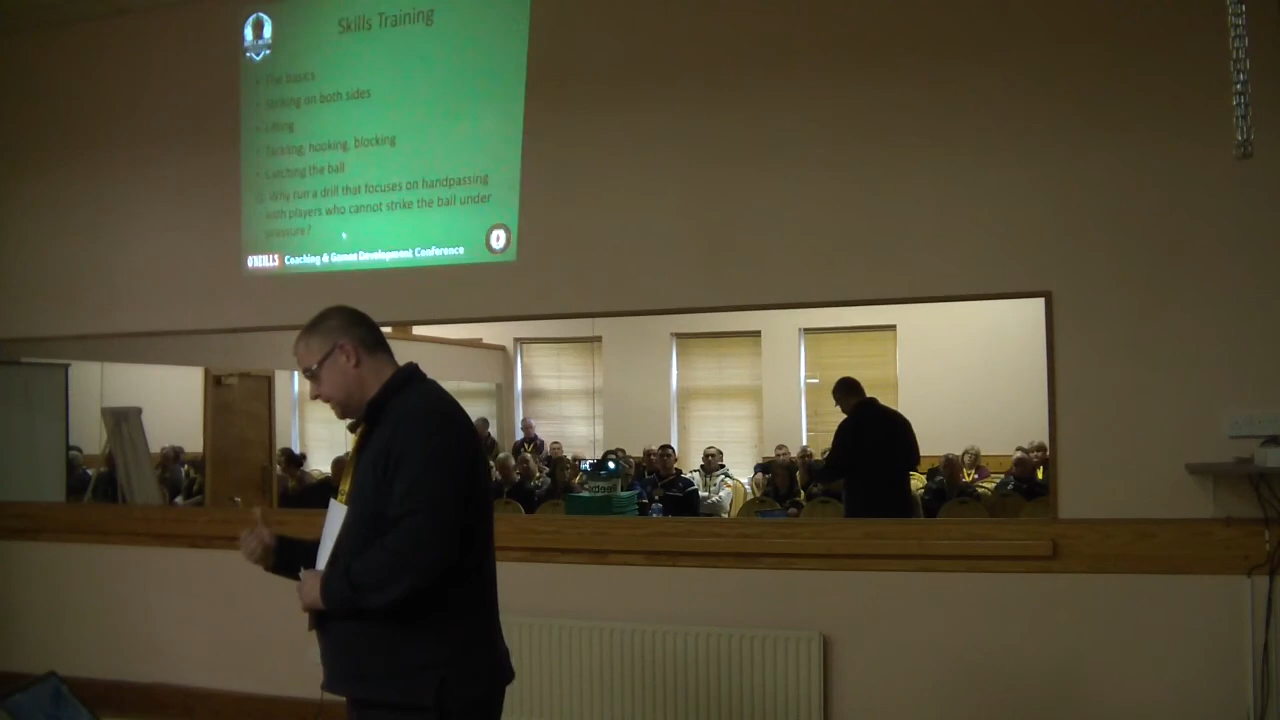 Skills Training
• The basics
• Striking on both sides
• Lifting
• Tackling, hooking, blocking
• Catching the ball
Why run a drill that focuses on handpassing
with players who cannot strike the ball under
pressure?
O'NEILLS Coaching & Games Development Conference